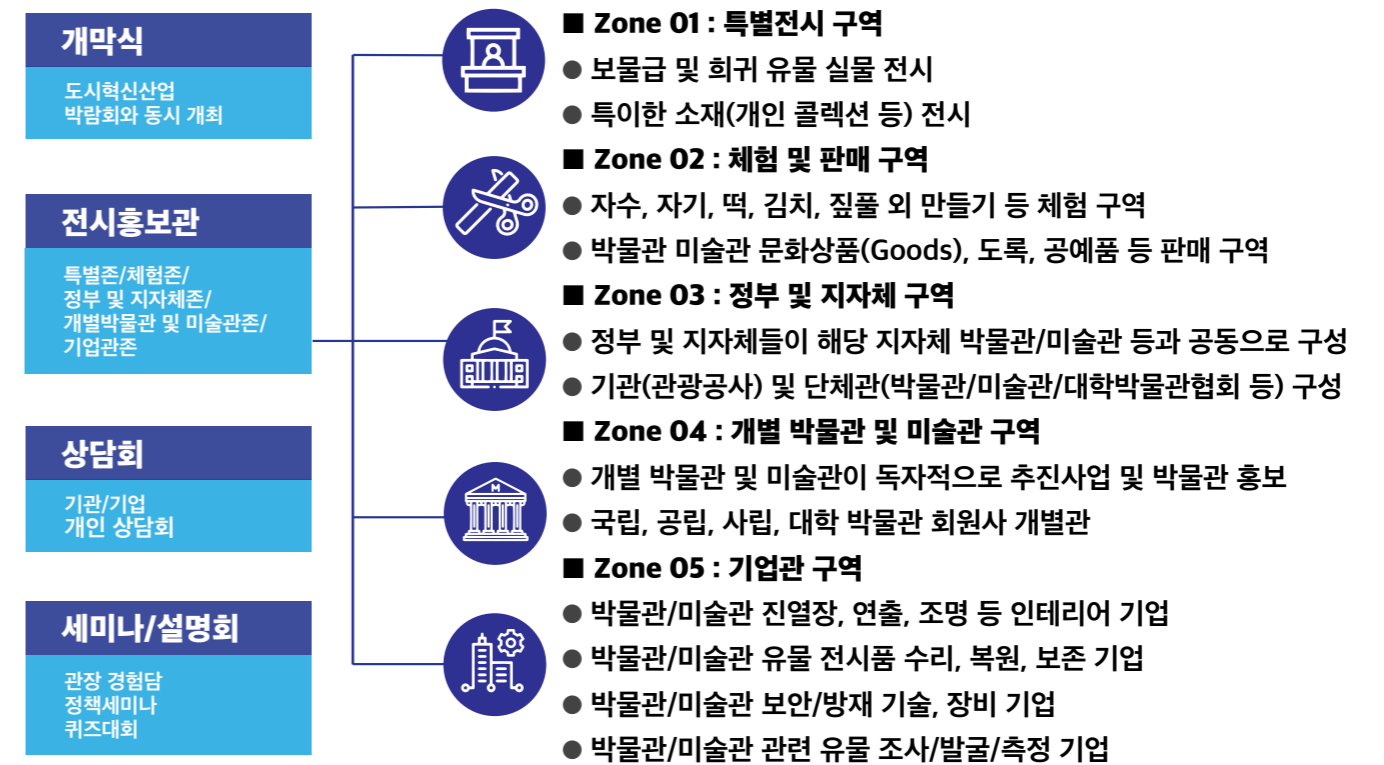 개막식
도시혁신산업
박람회와 동시 개최
전시홍보관
특별존/체험존/
정부 및 지자체존/
개별박물관 및 미술관존/
기업관존
상담회
기관/기업
개인 상담회
세미나/설명회
관장 경험담
정책세미나
퀴즈대회
■ Zone 01 : 특별전시 구역
● 보물급 및 희귀 유물 실물 전시
● 특이한 소재(개인 콜렉션 등) 전시
■ Zone 02 : 체험 및 판매 구역
● 자수, 자기, 떡, 김치, 짚풀 외 만들기 등 체험 구역
● 박물관 미술관 문화상품(Goods), 도록, 공예품 등 판매 구역
■ Zone 03 : 정부 및 지자체 구역
● 정부 및 지자체들이 해당 지자체 박물관/미술관 등과 공동으로 구성
● 기관(관광공사) 및 단체관(박물관/미술관/대학박물관협회 등) 구성
■ Zone 04 : 개별 박물관 및 미술관 구역
M
● 개별 박물관 및 미술관이 독자적으로 추진사업 및 박물관 홍보
● 국립, 공립, 사립, 대학 박물관 회원사 개별관
■ Zone 05 : 기업관 구역
● 박물관/미술관 진열장, 연출, 조명 등 인테리어 기업
● 박물관/미술관 유물 전시품 수리, 복원, 보존 기업
● 박물관/미술관 보안/방재 기술, 장비 기업
● 박물관/미술관 관련 유물 조사/발굴/측정 기업